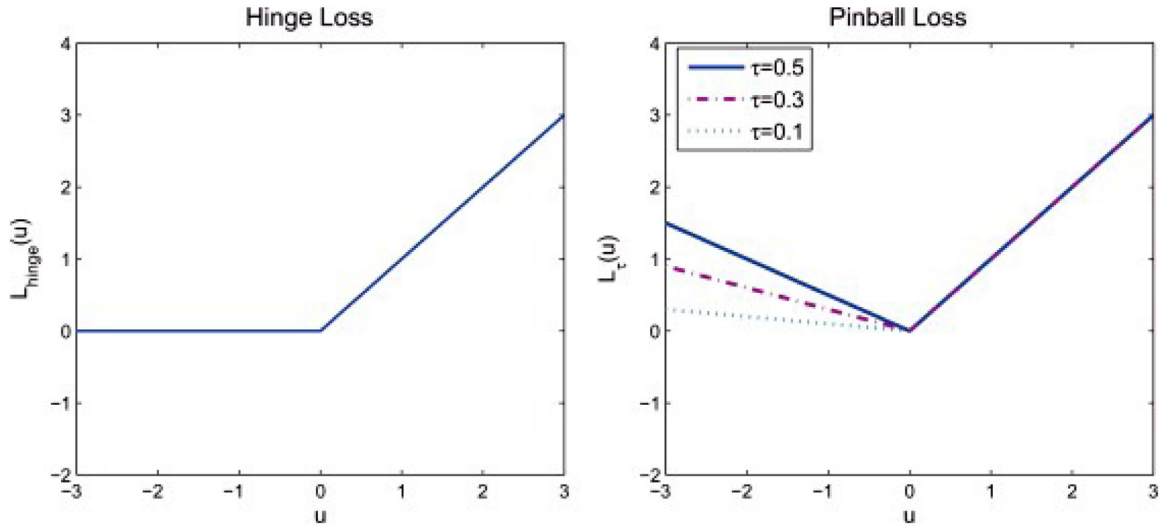 Hinge Loss
4
3
2
1
0
−1
−2
−3 −2 −1 0 1 2 3
u
L_hinge(u)
Pinball Loss
4
3
2
1
0
−1
−2
−3 −2 −1 0 1 2 3
u
L_τ(u)
τ=0.5
τ=0.3
τ=0.1